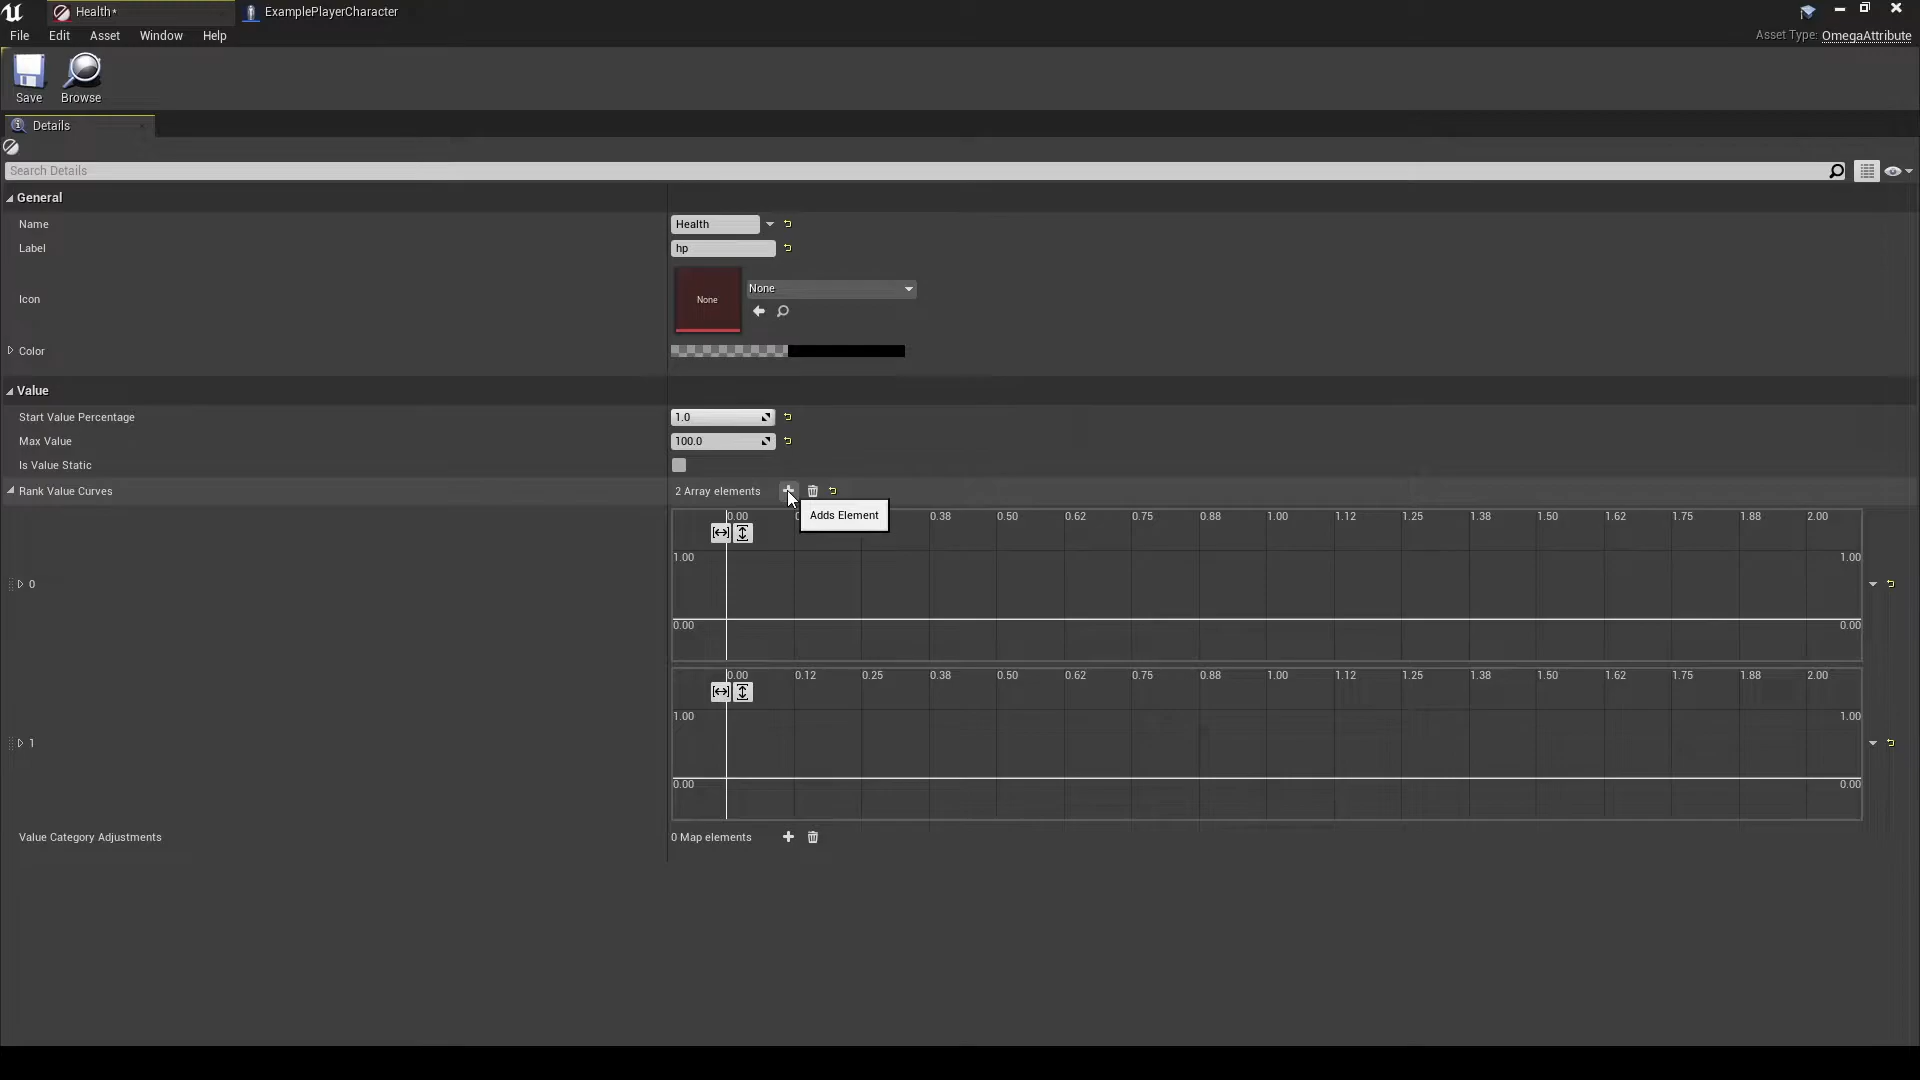 Health*
ExamplePlayerCharacter
File Edit Asset Window Help
Asset Type: OmegaAttribute
Save Browse
Details
Search Details
General
Name Health
Label hp
Icon None None
Color
Value
Start Value Percentage 1.0
Max Value 100.0
Is Value Static
Rank Value Curves 2 Array elements
Adds Element
0.00 0.38 0.50 0.62 0.75 0.88 1.00 1.12 1.25 1.38 1.50 1.62 1.75 1.88 2.00
1.00 1.00
0
0.00 0.00
0.00 0.12 0.25 0.38 0.50 0.62 0.75 0.88 1.00 1.12 1.25 1.38 1.50 1.62 1.75 1.88 2.00
1.00 1.00
1
0.00 0.00
Value Category Adjustments 0 Map elements